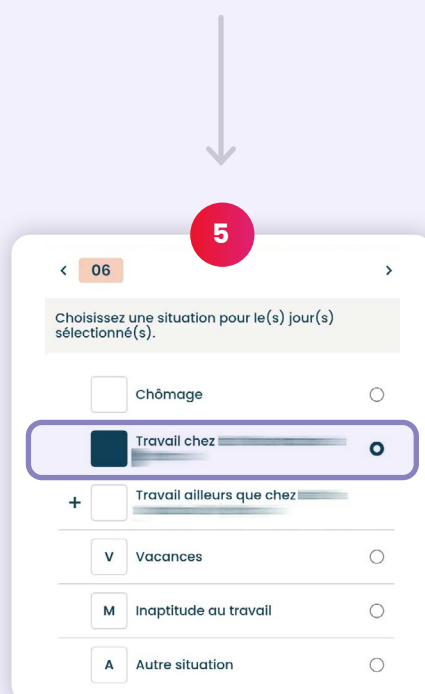 5
< 06 >
Choisissez une situation pour le(s) jour(s)
sélectionné(s).
Chômage
Travail chez
+ Travail ailleurs que chez
V Vacances
M Inaptitude au travail
A Autre situation